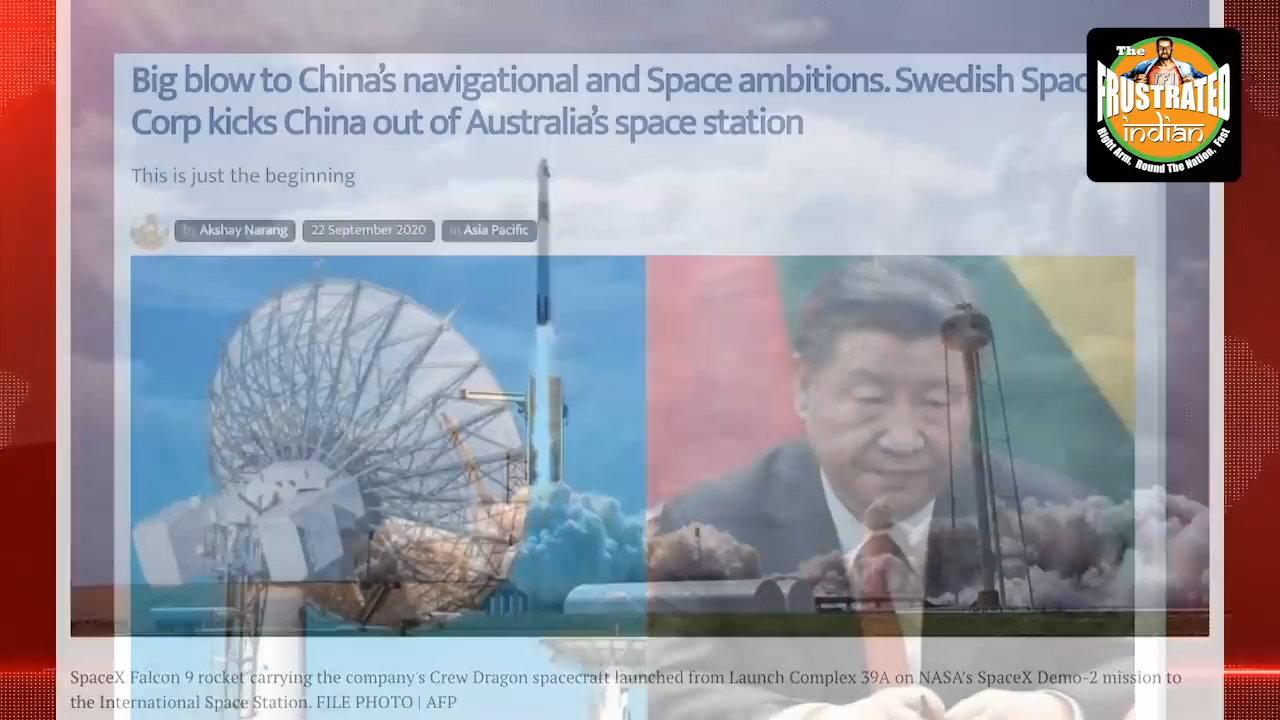 Big blow to China's navigational and Space ambitions. Swedish Spac
Corp kicks China out of Australia's space station
This is just the beginning
by Akshay Narang
22 September 2020
in Asia Pacific
The
TFI
FRUSTRATED
indian
Right Arm, Round The Nation, Fast
SpaceX Falcon 9 rocket carrying the company's Crew Dragon spacecraft launched from Launch Complex 39A on NASA's SpaceX Demo-2 mission to
the International Space Station. FILE PHOTO | AFP